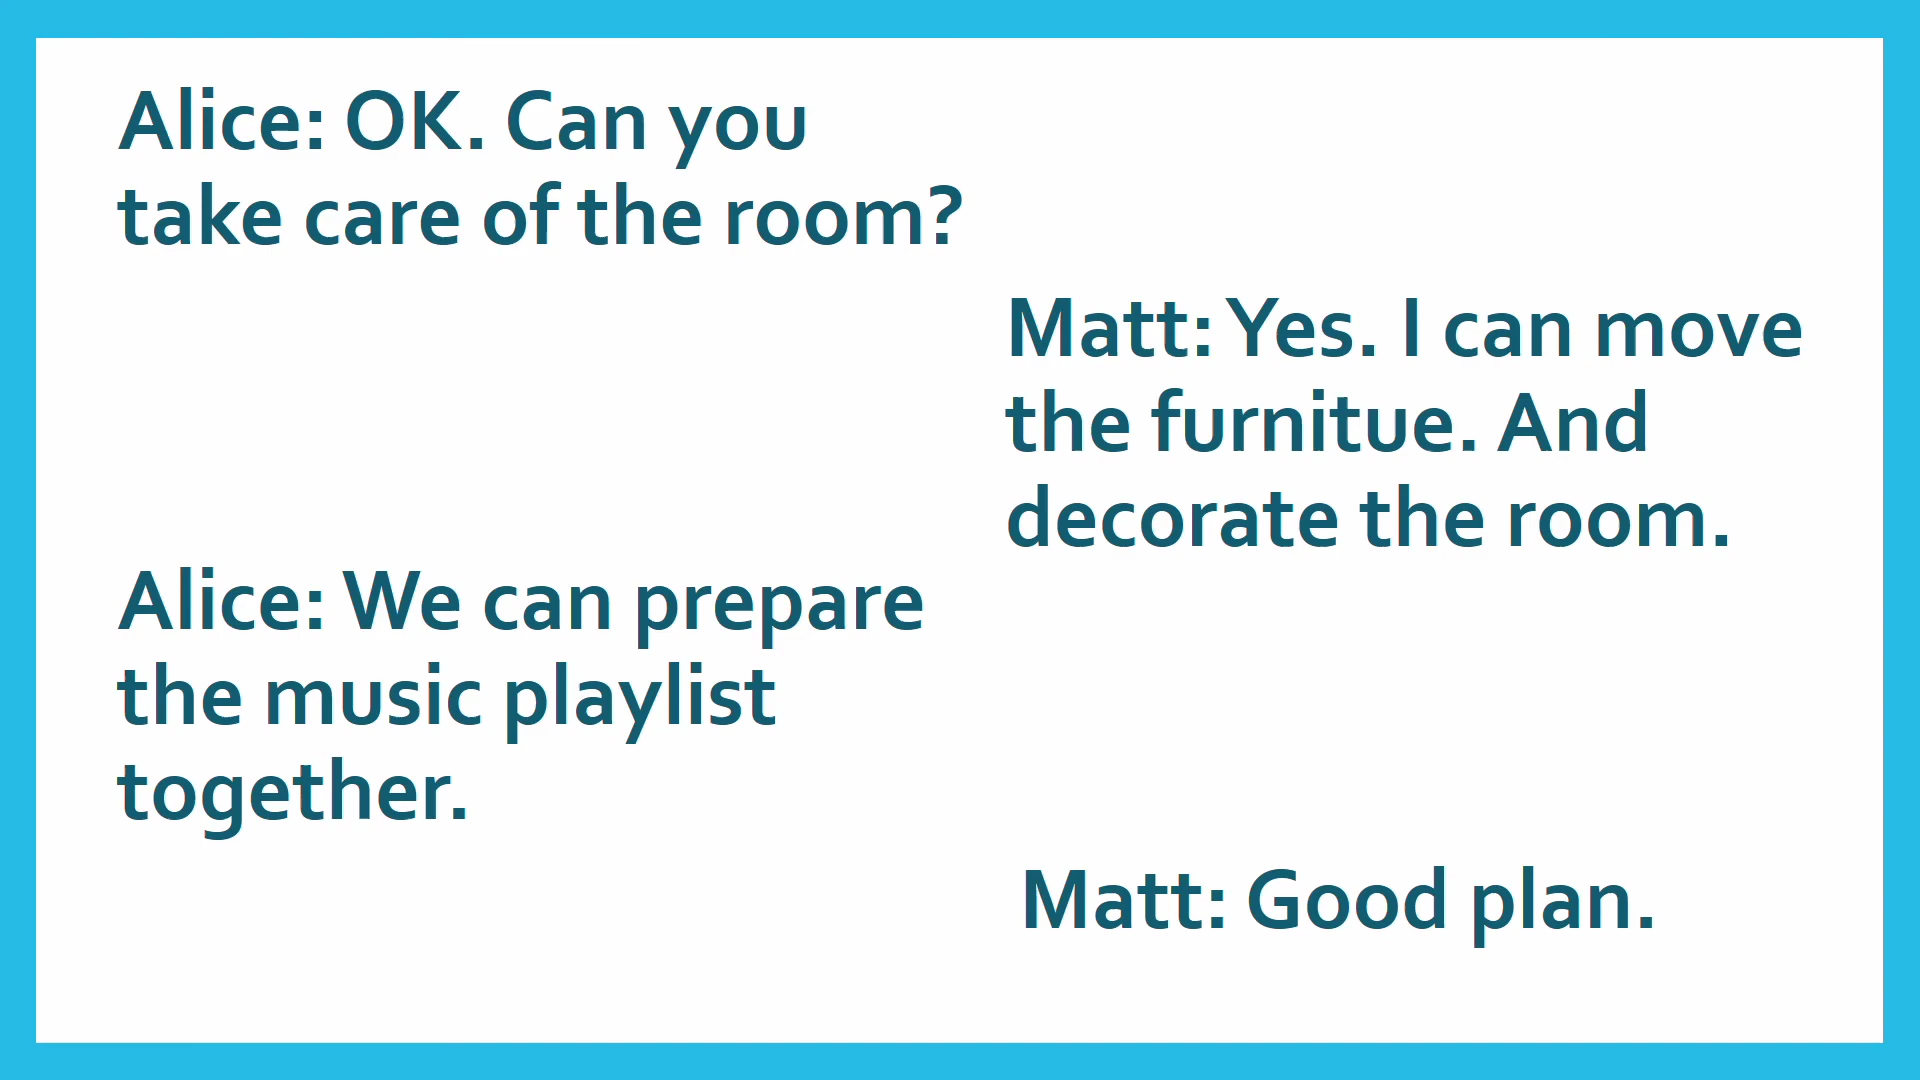 Alice: OK. Can you
take care of the room?
Matt: Yes. I can move
the furnitue. And
decorate the room.
Alice: We can prepare
the music playlist
together.
Matt: Good plan.